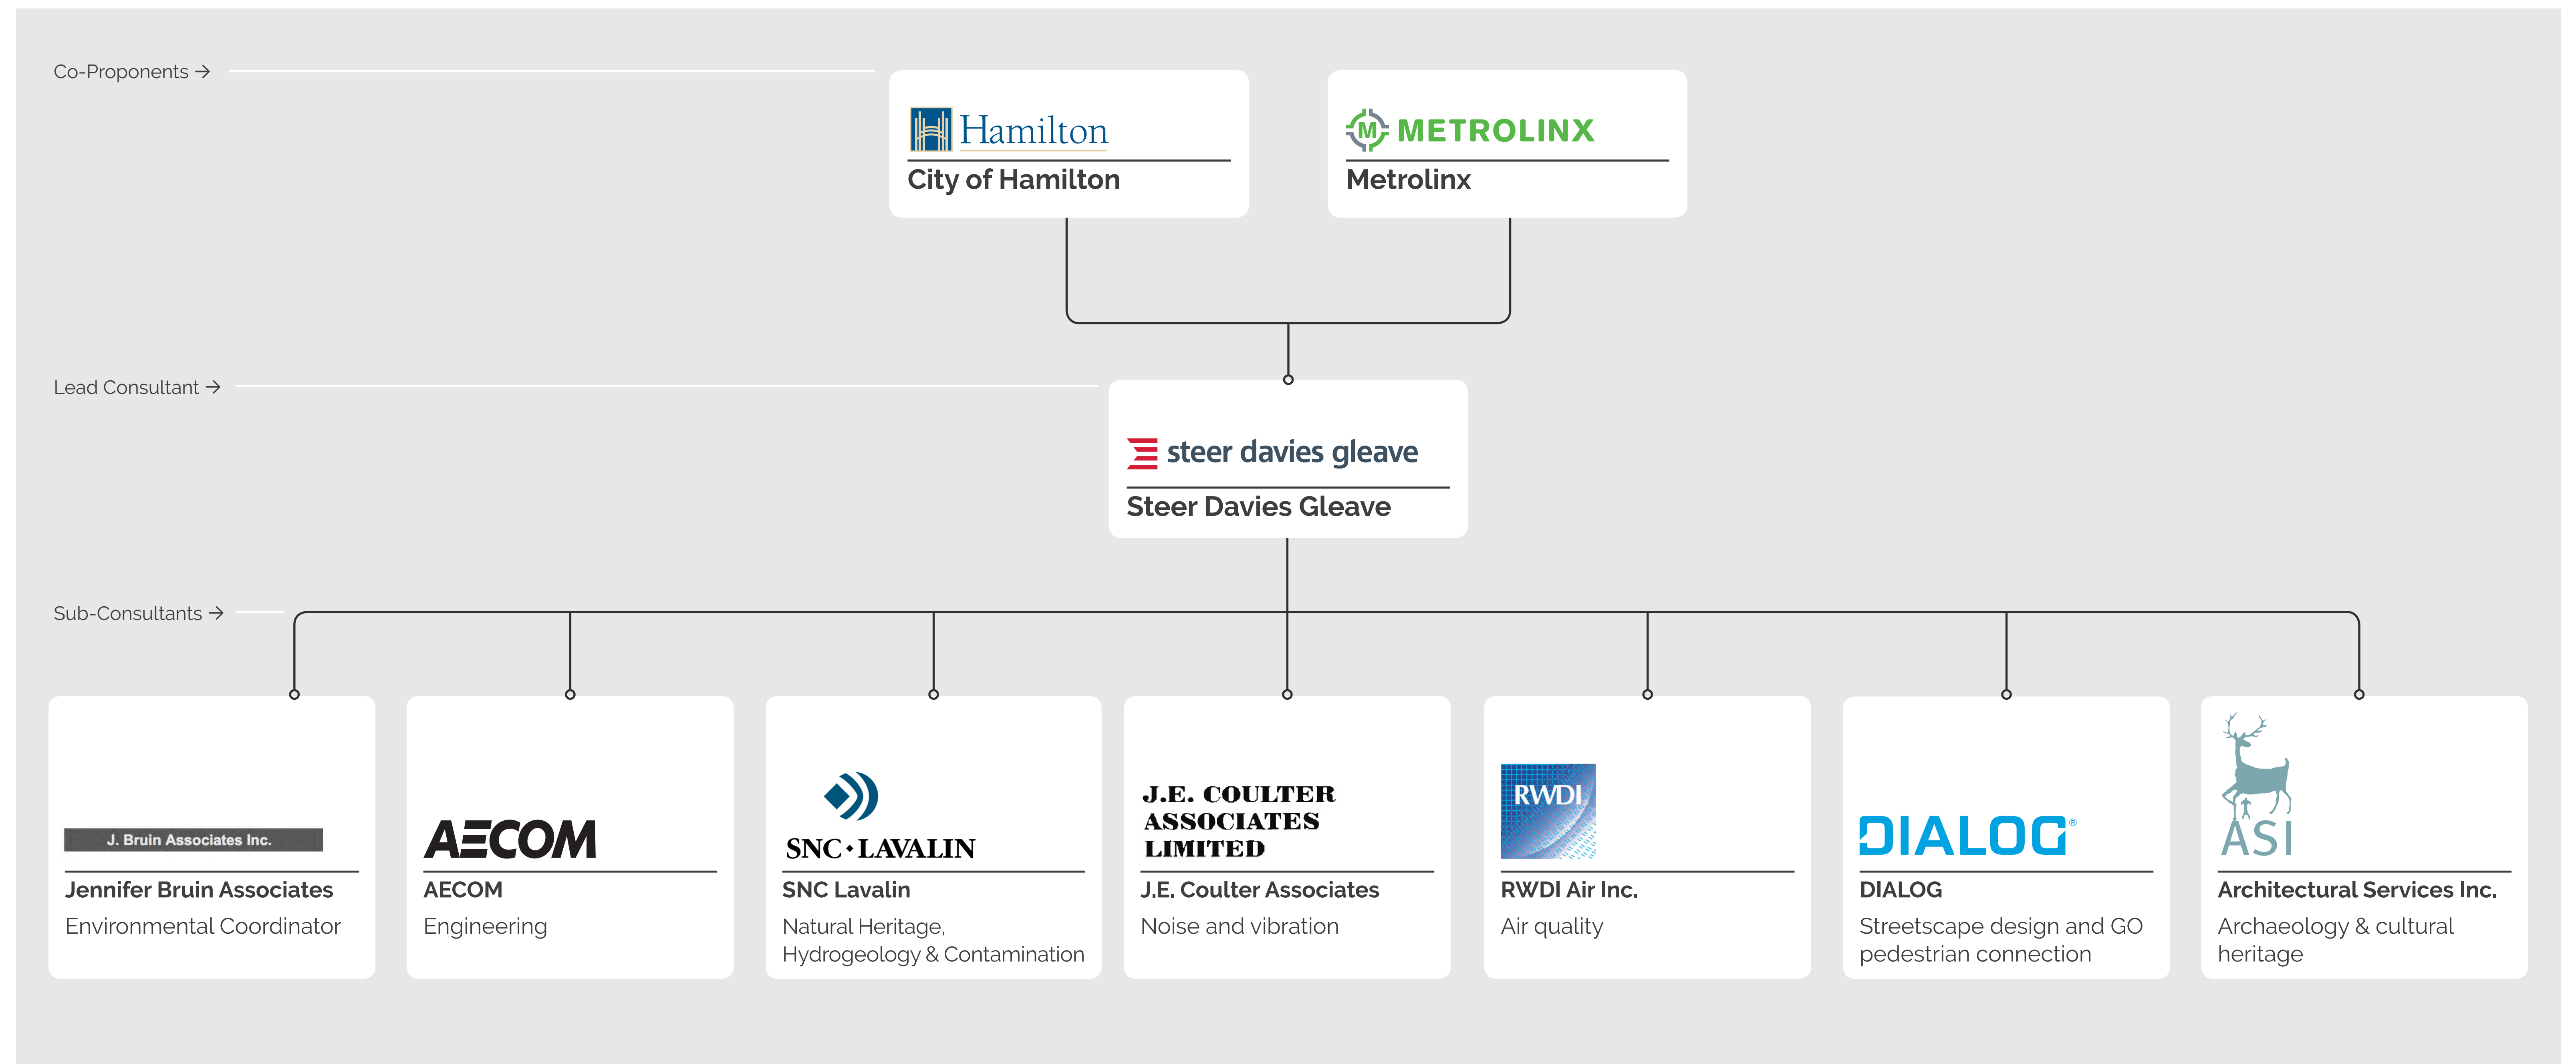 Co-Proponents →
Hamilton
City of Hamilton
M METROLINX
Metrolinx
Lead Consultant →
steer davies gleave
Steer Davies Gleave
Sub-Consultants →
J. Bruin Associates Inc.
Jennifer Bruin Associates
Environmental Coordinator
AECOM
AECOM
Engineering
SNC • LAVALIN
SNC Lavalin
Natural Heritage,
Hydrogeology & Contamination
J.E. COULTER
ASSOCIATES
LIMITED
J.E. Coulter Associates
Noise and vibration
RWDI
RWDI Air Inc.
Air quality
DIALOG®
DIALOG
Streetscape design and GO
pedestrian connection
ASI
Architectural Services Inc.
Archaeology & cultural
heritage